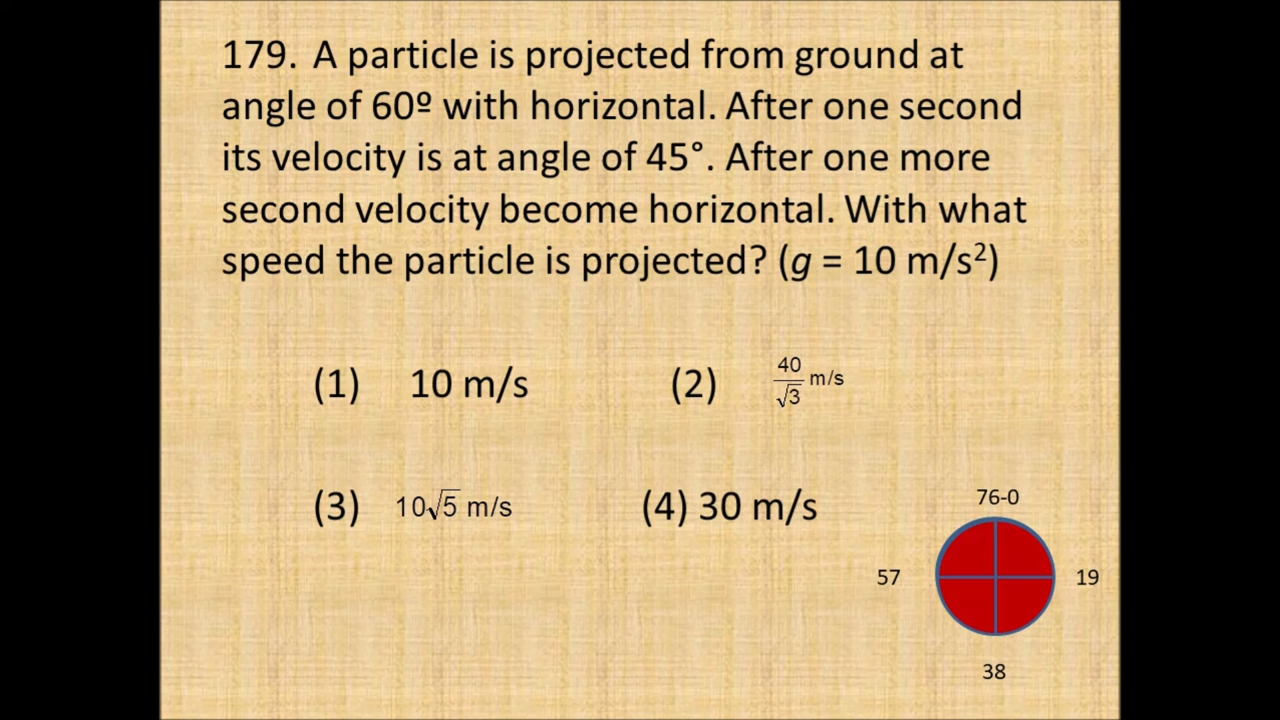 179. A particle is projected from ground at
angle of 60º with horizontal. After one second
its velocity is at angle of 45°. After one more
second velocity become horizontal. With what
speed the particle is projected? (g = 10 m/s²)
(1) 10 m/s (2) 40/√3 m/s
(3) 10√5 m/s (4) 30 m/s
76-0
57 19
38